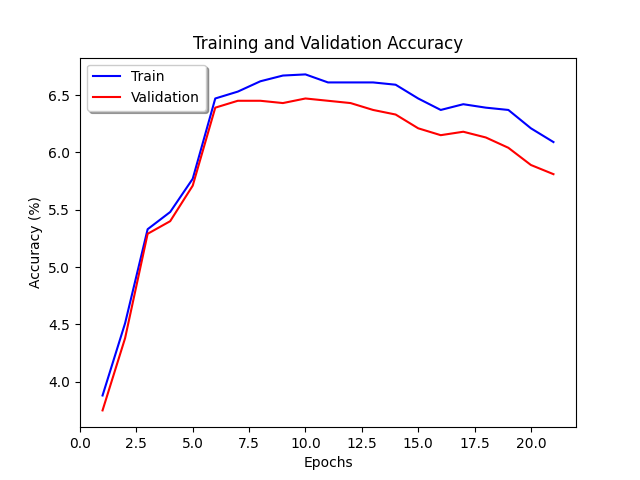 Training and Validation Accuracy
Train
Validation
Accuracy (%)
6.5
6.0
5.5
5.0
4.5
4.0
0.0 2.5 5.0 7.5 10.0 12.5 15.0 17.5 20.0
Epochs